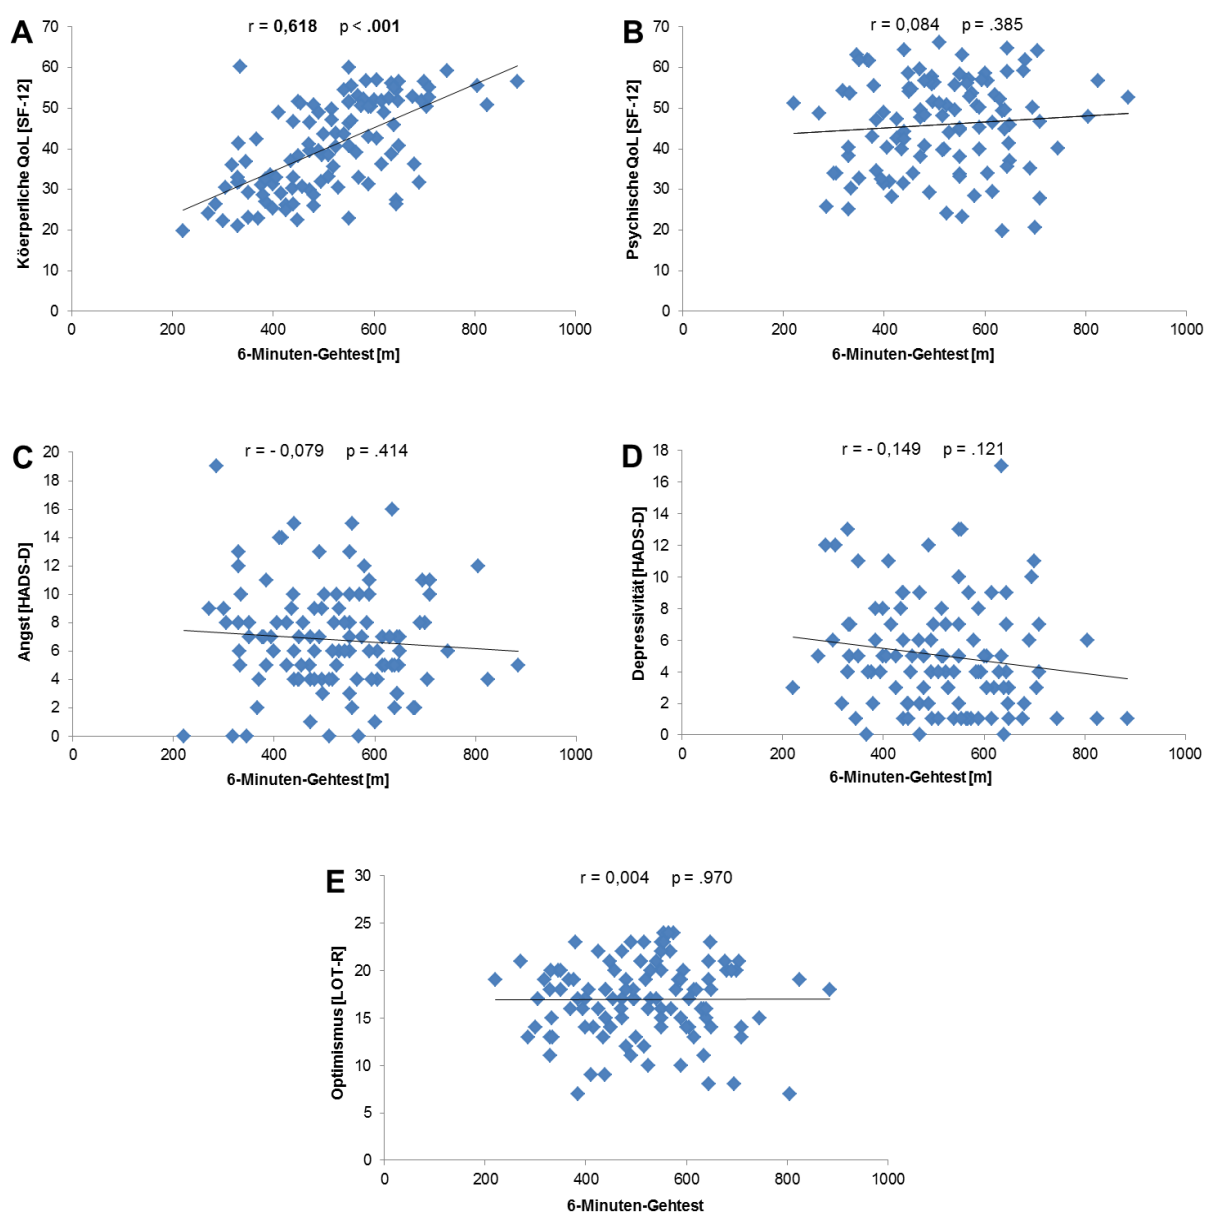 A
r = 0,618 p < .001
70
60
50
40
30
20
10
0
Köerperliche QoL [SF-12]
0 200 400 600 800 1000
6-Minuten-Gehtest [m]
B
r = 0,084 p = .385
70
60
50
40
30
20
10
0
Psychische QoL [SF-12]
0 200 400 600 800 1000
6-Minuten-Gehtest [m]
C
r = - 0,079 p = .414
20
18
16
14
12
10
8
6
4
2
0
Angst [HADS-D]
0 200 400 600 800 1000
6-Minuten-Gehtest [m]
D
r = - 0,149 p = .121
18
16
14
12
10
8
6
4
2
0
Depressivität [HADS-D]
0 200 400 600 800 1000
6-Minuten-Gehtest [m]
E
r = 0,004 p = .970
30
25
20
15
10
5
0
Optimismus [LOT-R]
0 200 400 600 800 1000
6-Minuten-Gehtest